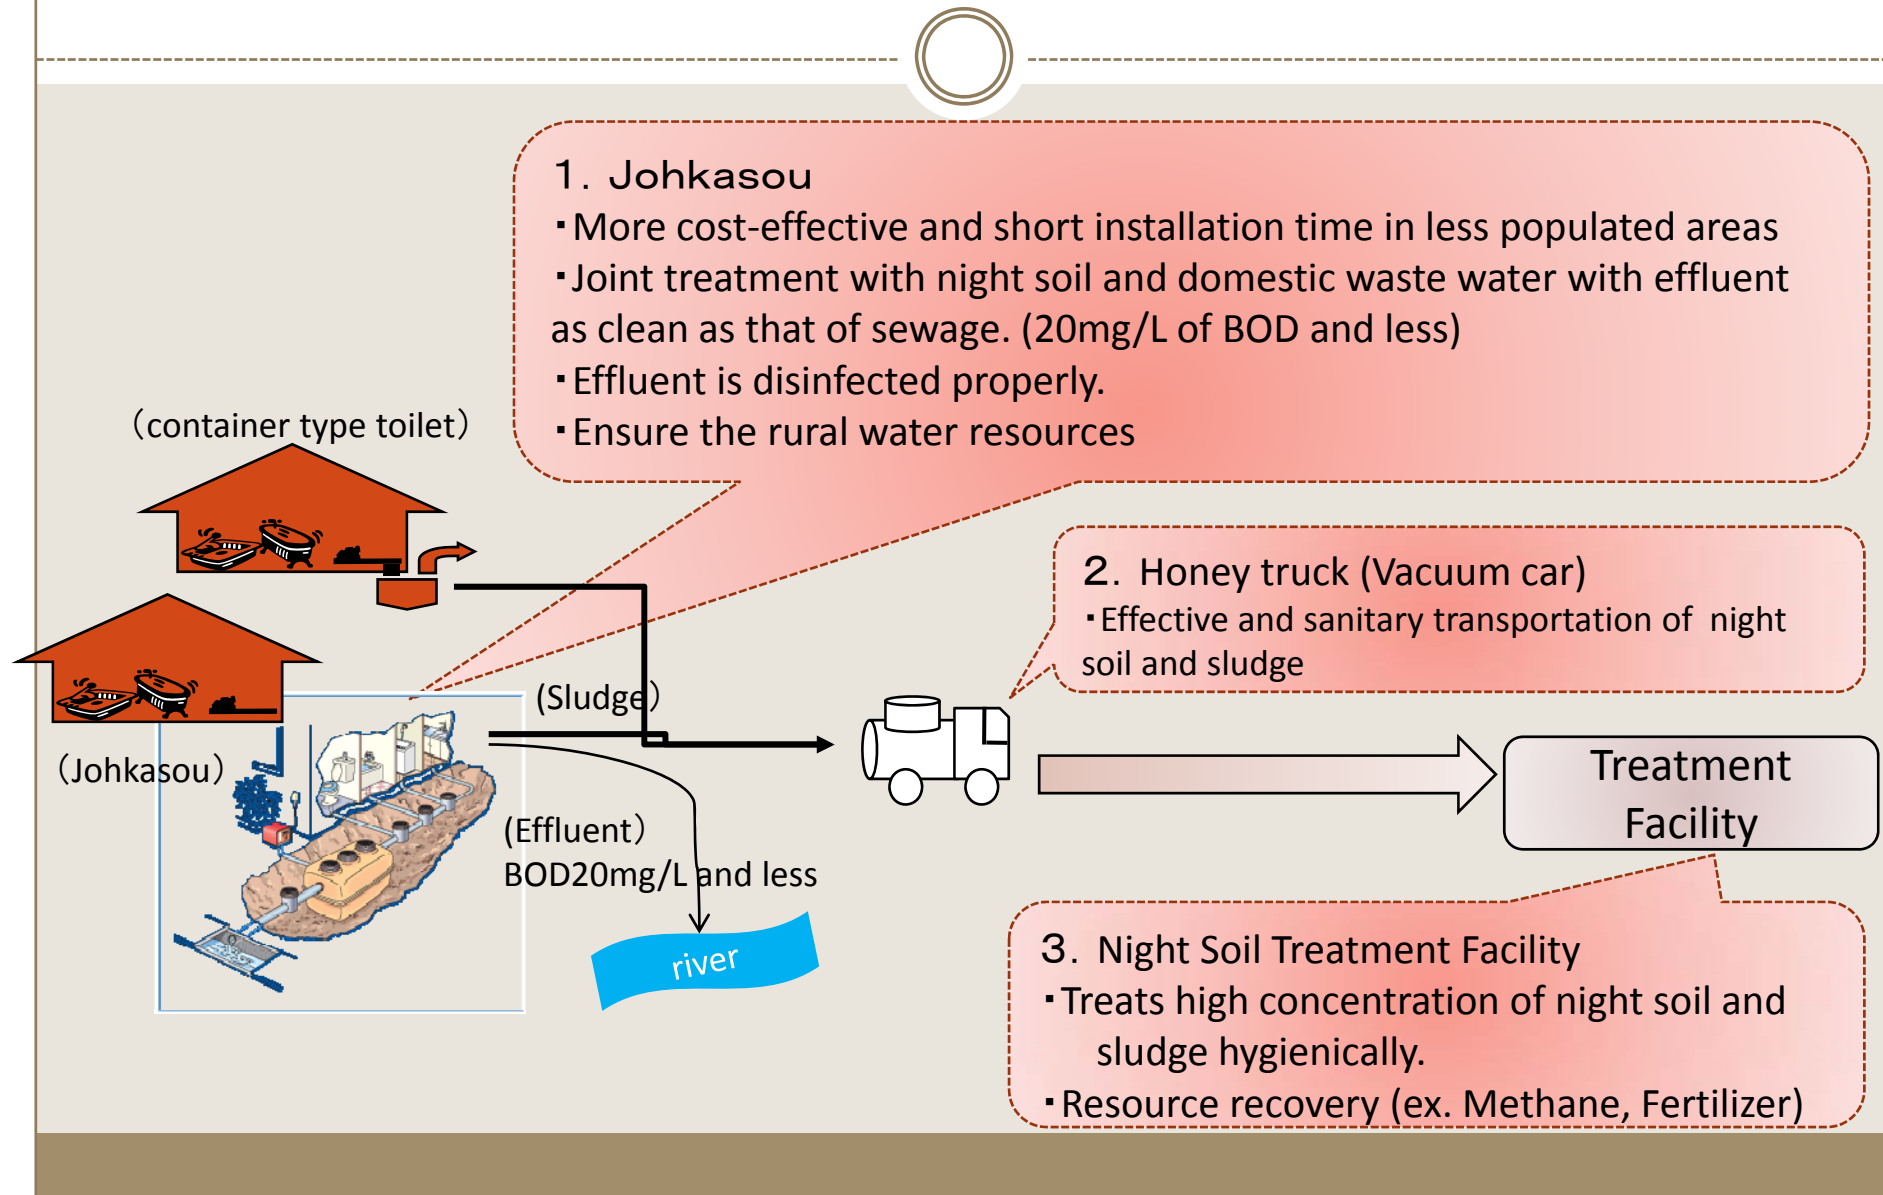 １．Johkasou
・More cost-effective and short installation time in less populated areas
・Joint treatment with night soil and domestic waste water with effluent
as clean as that of sewage. (20mg/L of BOD and less)
・Effluent is disinfected properly.
・Ensure the rural water resources
（container type toilet）
２．Honey truck (Vacuum car)
・Effective and sanitary transportation of night
soil and sludge
(Sludge）
（Johkasou）
Treatment
Facility
(Effluent）
BOD20mg/L and less
river
３．Night Soil Treatment Facility
・Treats high concentration of night soil and
sludge hygienically.
・Resource recovery (ex. Methane, Fertilizer)